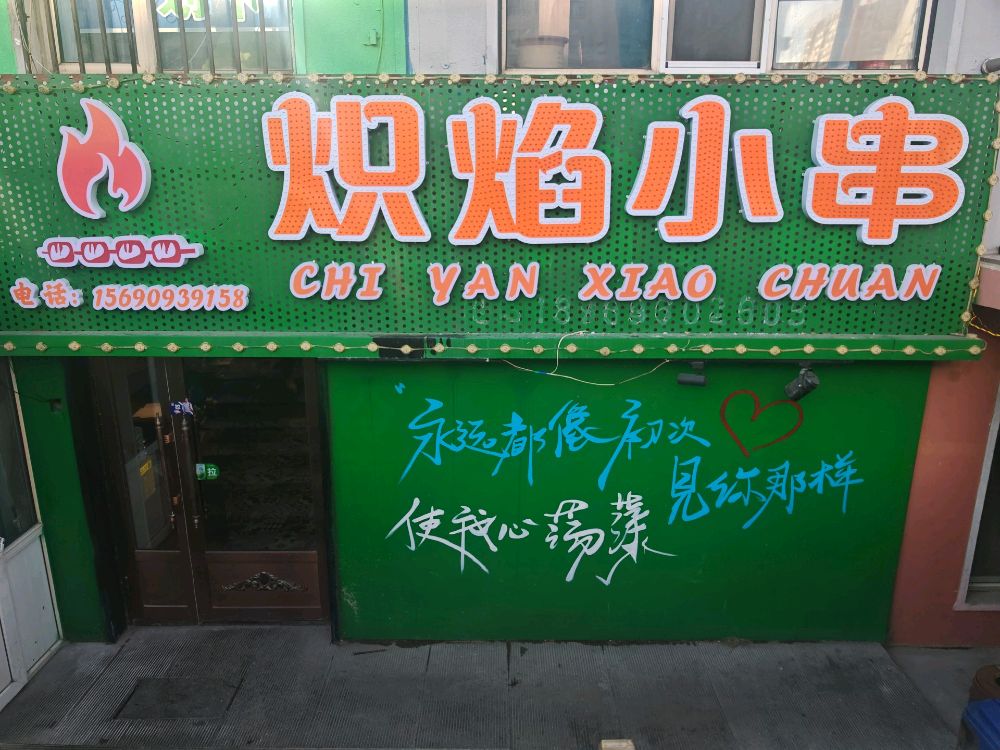 炽焰小串
CHI YAN XIAO CHUAN
电话：15690939158
拉
"永远都像初次
见你那样
使我心荡漾